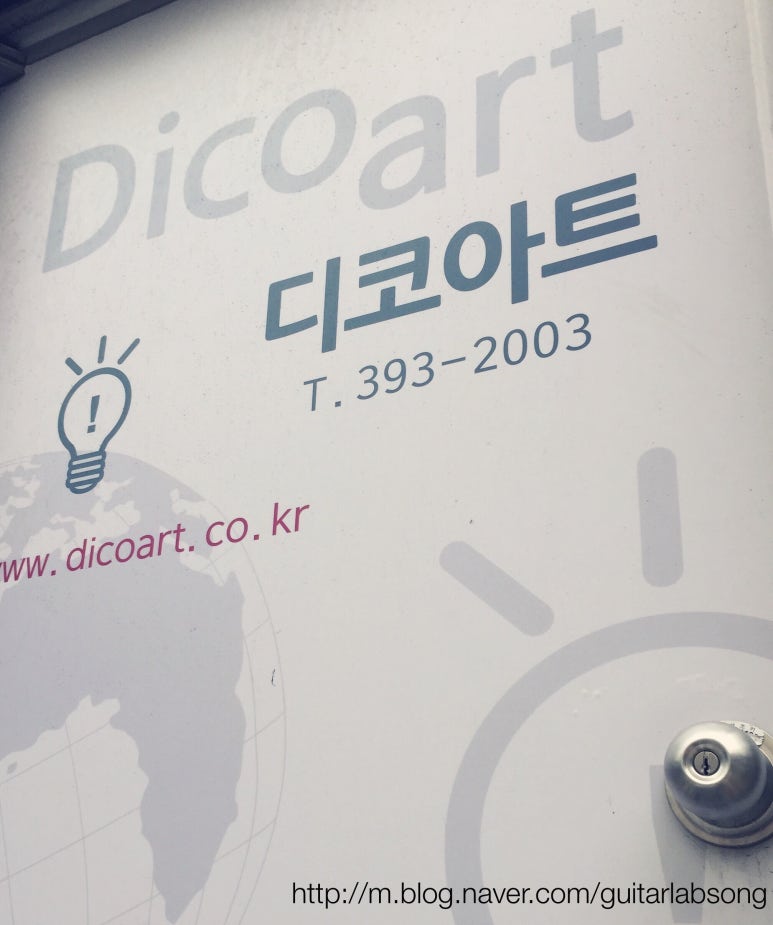 Dicoart
디코아트
T. 393-2003
!
www.dicoart.co.kr
http://m.blog.naver.com/guitarlabsong